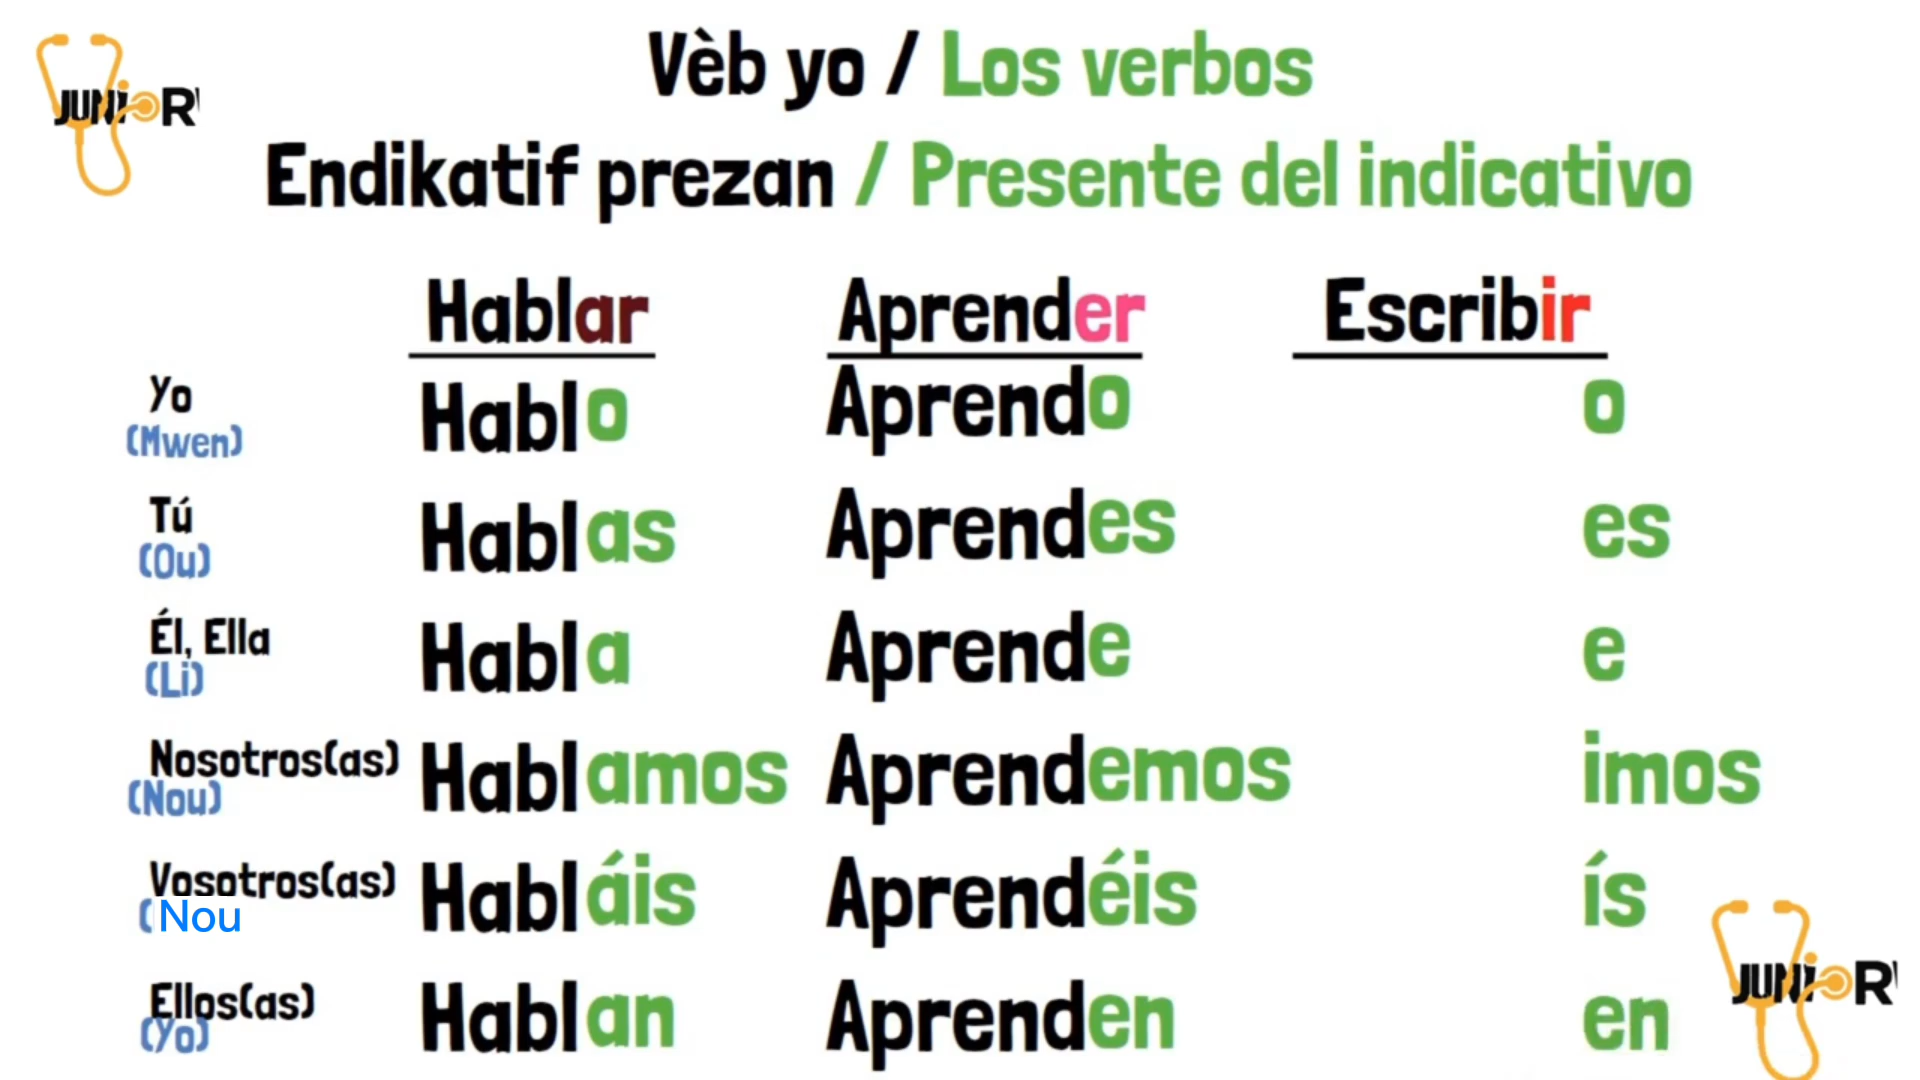 JUNiOR
Vèb yo / Los verbos
Endikatif prezan / Presente del indicativo
Hablar Aprender Escribir
Yo Hablo Aprendo o
(Mwen)
Tú Hablas Aprendes es
(Ou)
Él, Ella Habla Aprende e
(Li)
Nosotros(as) Hablamos Aprendemos imos
(Nou)
Vosotros(as) Habláis Aprendéis ís
( Nou
Ellos(as) Hablan Aprenden en
(Yo)
JUNiOR